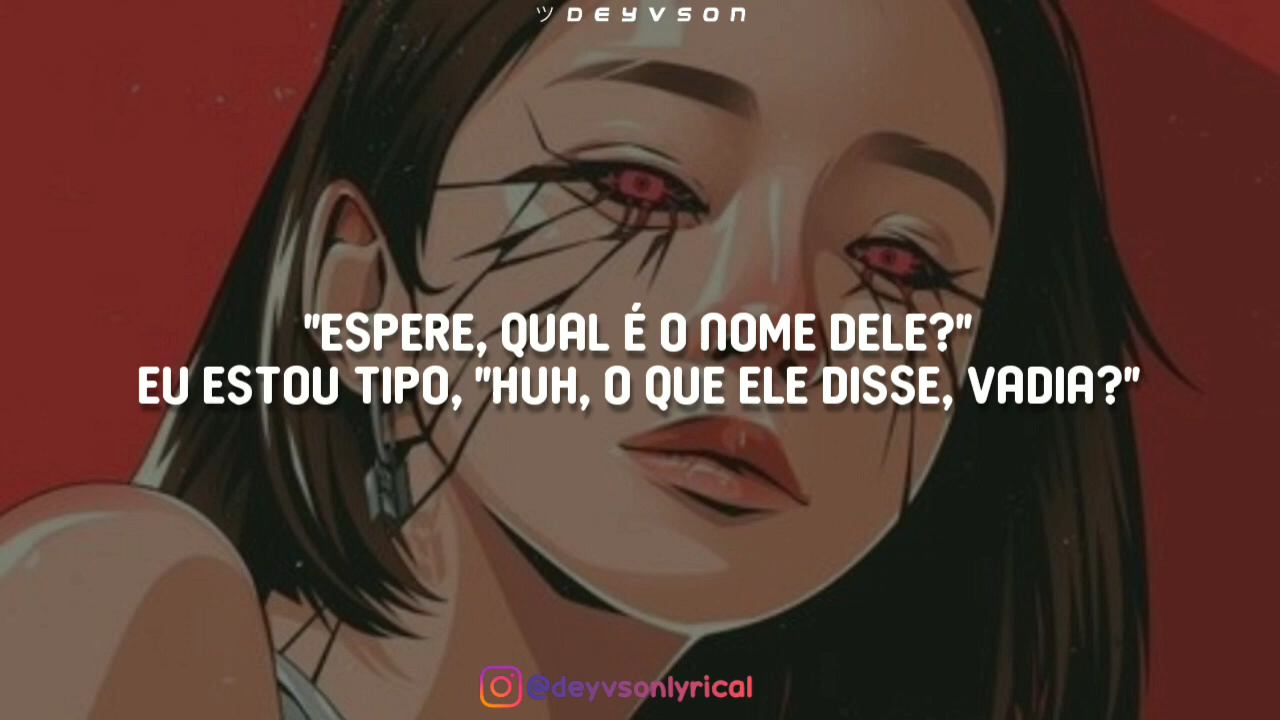 ツ DEYVSON
"ESPERE, QUAL É O NOME DELE?"
EU ESTOU TIPO, "HUH, O QUE ELE DISSE, VADIA?"
@deyvsonlyrical